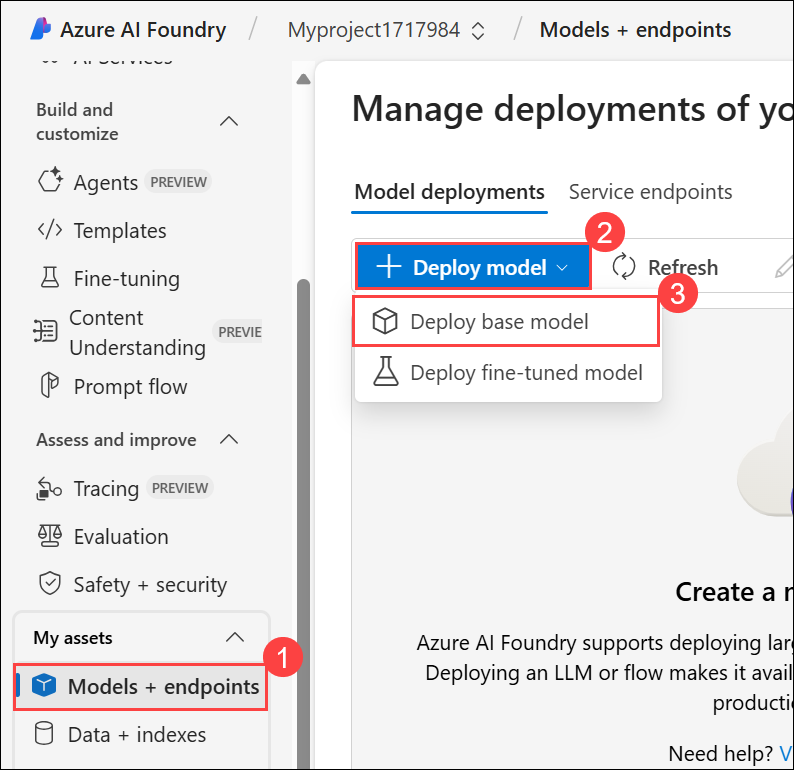 Azure AI Foundry / Myproject1717984 / Models + endpoints
AI Services
Build and
customize
Agents PREVIEW
Templates
Fine-tuning
Content
Understanding PREVIE
Prompt flow
Assess and improve
Tracing PREVIEW
Evaluation
Safety + security
My assets
1
Models + endpoints
Data + indexes
Manage deployments of yo
Model deployments Service endpoints
2
+ Deploy model Refresh
3
Deploy base model
Deploy fine-tuned model
Create a n
Azure AI Foundry supports deploying larg
Deploying an LLM or flow makes it avail
producti
Need help? V